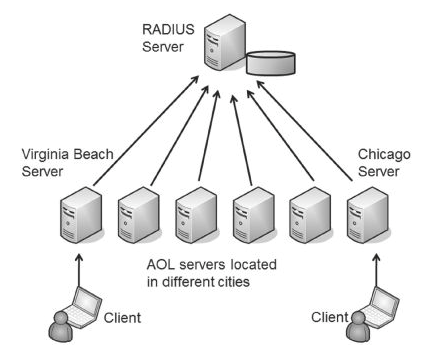 RADIUS
Server
Virginia Beach
Server
Chicago
Server
AOL servers located
in different cities
Client
Client